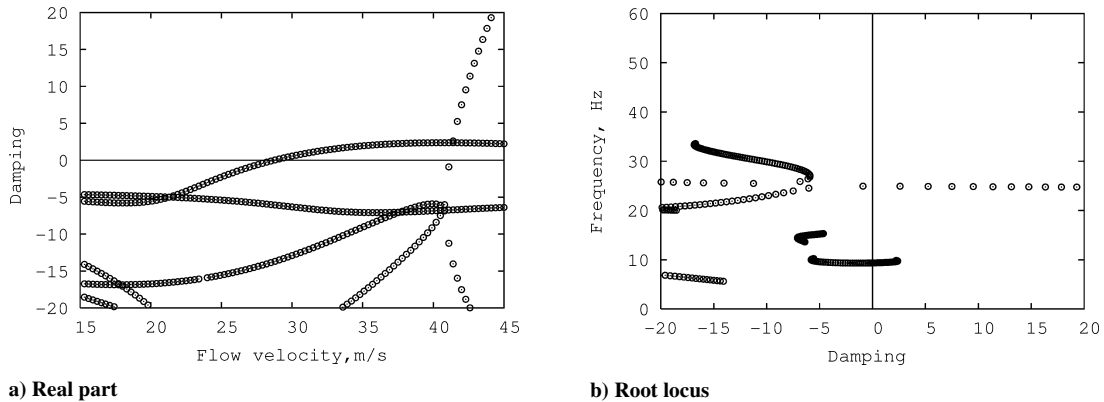 20
15
10
5
0
-5
-10
-15
-20
Damping
15 20 25 30 35 40 45
Flow velocity,m/s
a) Real part
60
50
40
30
20
10
0
Frequency, Hz
-20 -15 -10 -5 0 5 10 15 20
Damping
b) Root locus